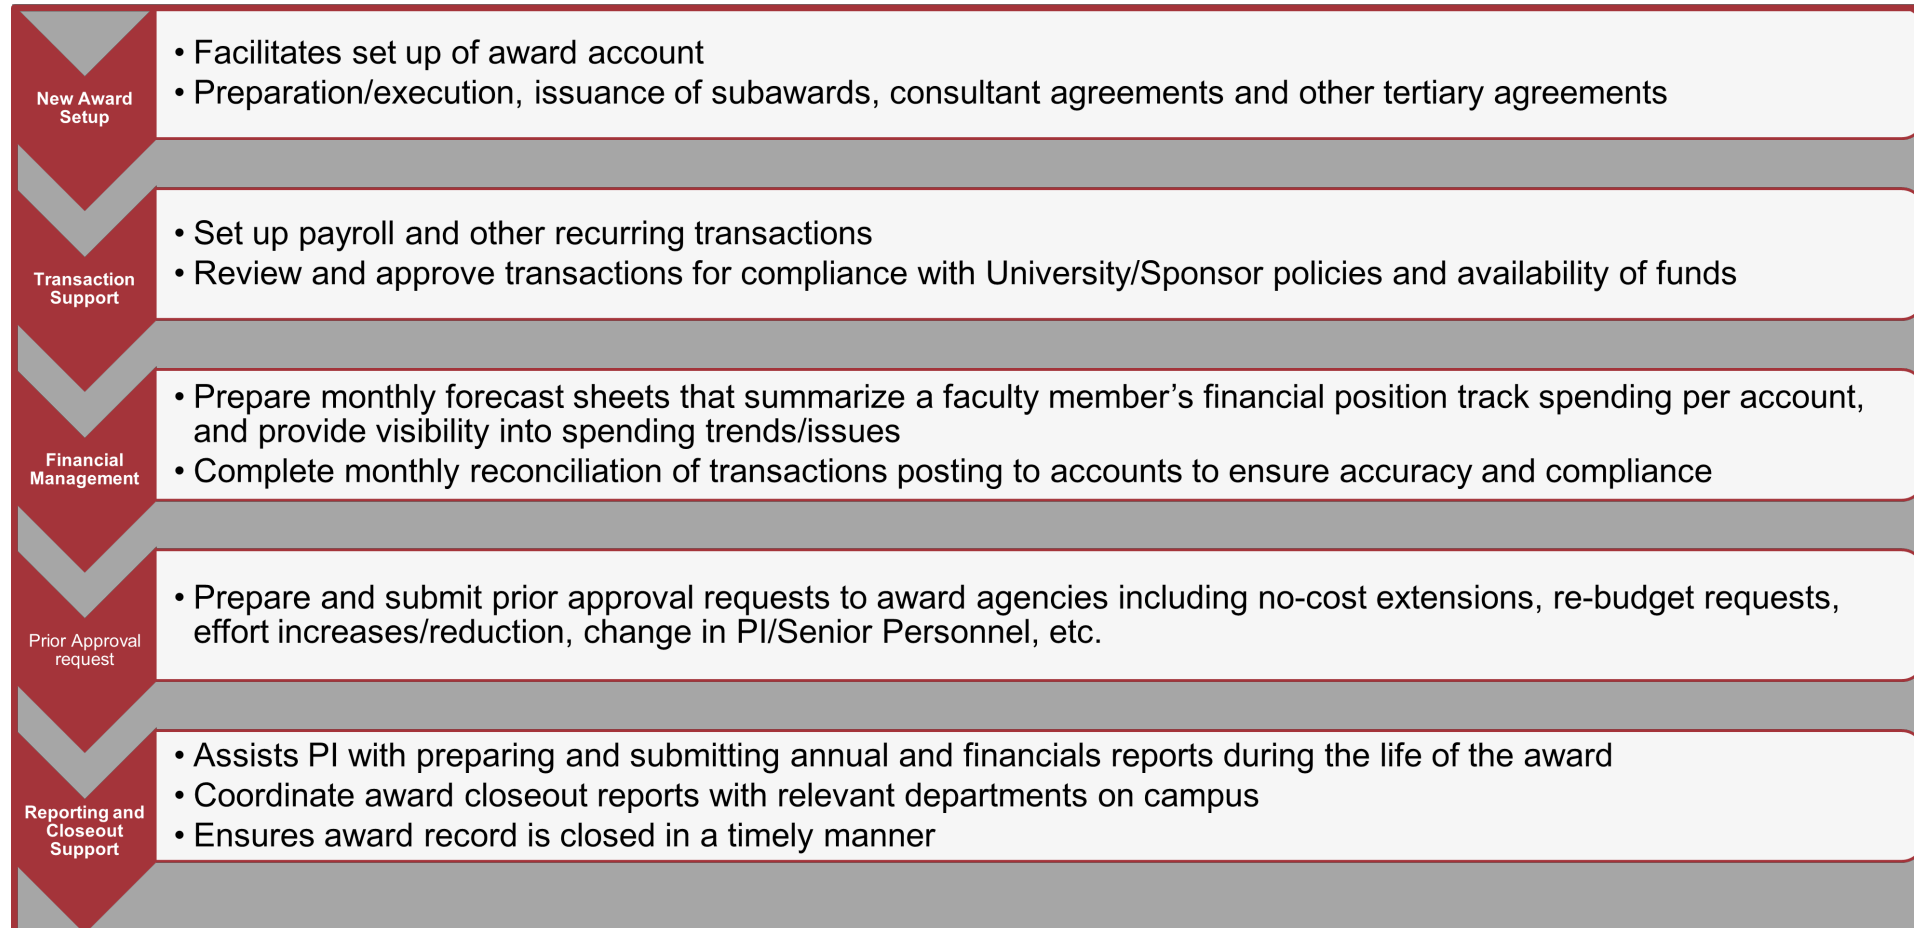 New Award
Setup
• Facilitates set up of award account
• Preparation/execution, issuance of subawards, consultant agreements and other tertiary agreements
Transaction
Support
• Set up payroll and other recurring transactions
• Review and approve transactions for compliance with University/Sponsor policies and availability of funds
Financial
Management
• Prepare monthly forecast sheets that summarize a faculty member’s financial position track spending per account,
and provide visibility into spending trends/issues
• Complete monthly reconciliation of transactions posting to accounts to ensure accuracy and compliance
Prior Approval
request
• Prepare and submit prior approval requests to award agencies including no-cost extensions, re-budget requests,
effort increases/reduction, change in PI/Senior Personnel, etc.
Reporting and
Closeout
Support
• Assists PI with preparing and submitting annual and financials reports during the life of the award
• Coordinate award closeout reports with relevant departments on campus
• Ensures award record is closed in a timely manner